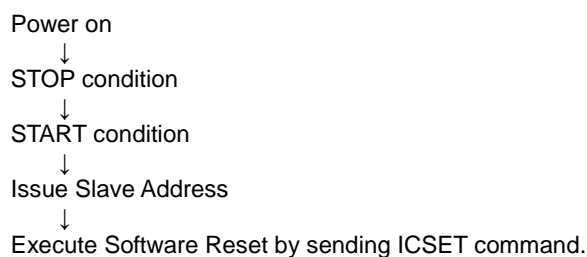 Power on
↓
STOP condition
↓
START condition
↓
Issue Slave Address
↓
Execute Software Reset by sending ICSET command.